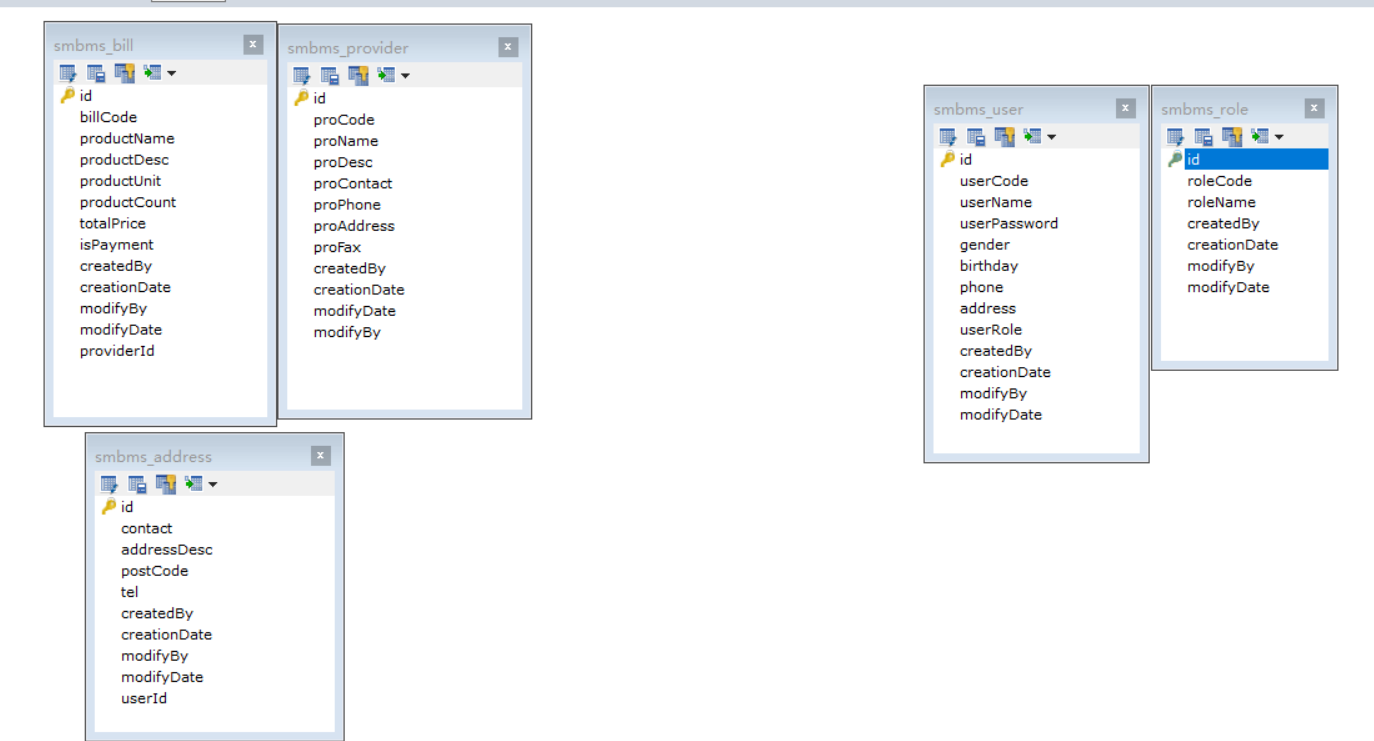 smbms_bill
id
billCode
productName
productDesc
productUnit
productCount
totalPrice
isPayment
createdBy
creationDate
modifyBy
modifyDate
providerId
smbms_provider
id
proCode
proName
proDesc
proContact
proPhone
proAddress
proFax
createdBy
creationDate
modifyDate
modifyBy
smbms_user
id
userCode
userName
userPassword
gender
birthday
phone
address
userRole
createdBy
creationDate
modifyBy
modifyDate
smbms_role
id
roleCode
roleName
createdBy
creationDate
modifyBy
modifyDate
smbms_address
id
contact
addressDesc
postCode
tel
createdBy
creationDate
modifyBy
modifyDate
userId